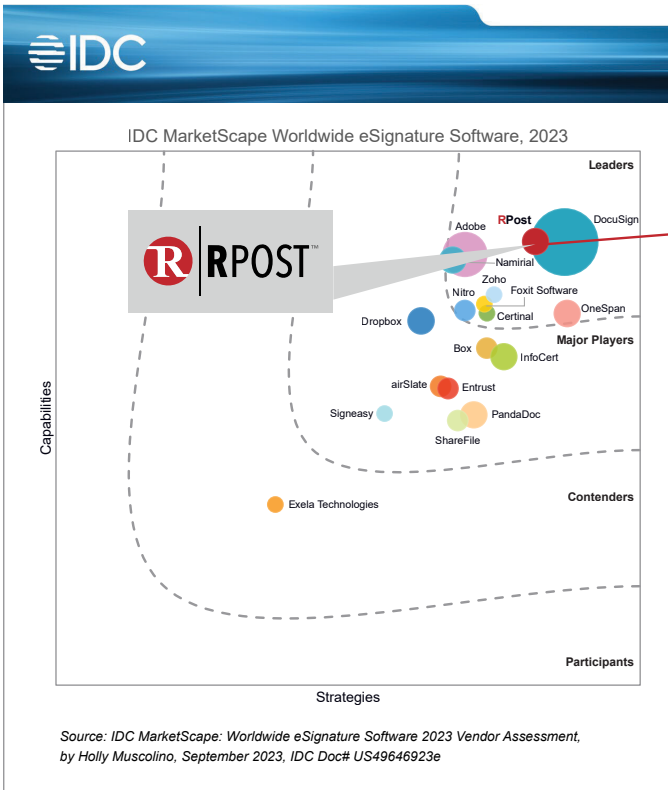 IDC
IDC MarketScape Worldwide eSignature Software, 2023
Leaders
Adobe
RPost
DocuSign
R RPOST™
Namirial
Zoho
Nitro
Foxit Software
Dropbox
Certinal
OneSpan
Major Players
Box
InfoCert
airSlate
Entrust
Signeasy
PandaDoc
ShareFile
Capabilities
Contenders
Exela Technologies
Participants
Strategies
Source: IDC MarketScape: Worldwide eSignature Software 2023 Vendor Assessment,
by Holly Muscolino, September 2023, IDC Doc# US49646923e